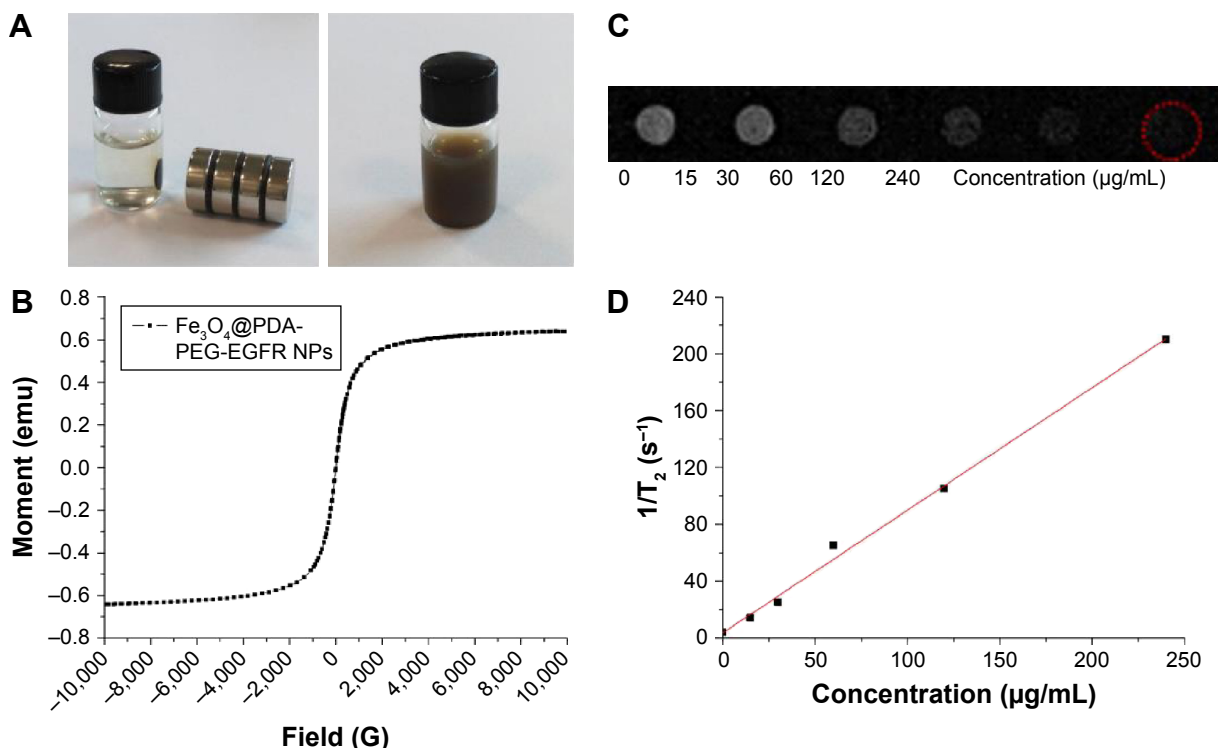 A
B
0.8
0.6
0.4
0.2
0.0
–0.2
–0.4
–0.6
–0.8
Moment (emu)
Fe₃O₄@PDA-
PEG-EGFR NPs
–10,000 –8,000 –6,000 –4,000 –2,000 0 2,000 4,000 6,000 8,000 10,000
Field (G)
C
0 15 30 60 120 240 Concentration (µg/mL)
D
240
200
160
120
80
40
0
1/T₂ (s⁻¹)
0 50 100 150 200 250
Concentration (µg/mL)